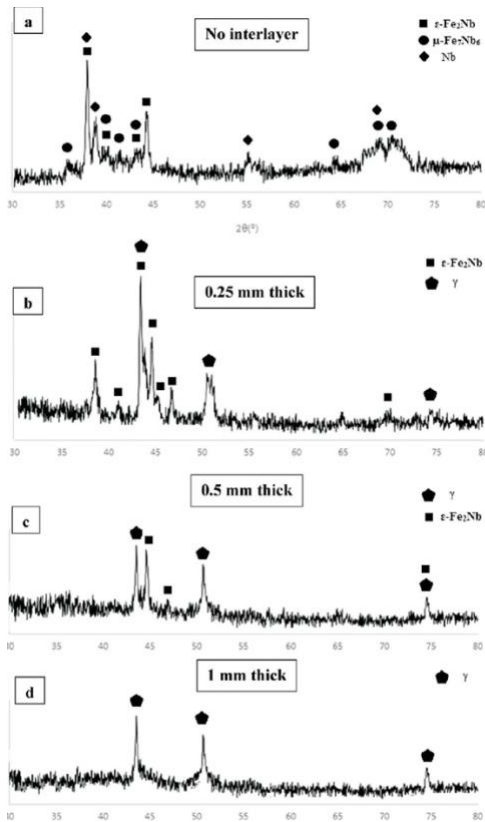 a
No interlayer
ε-Fe₂Nb
μ-Fe₇Nb₆
Nb
30 35 40 45 50 55 60 65 70 75 80
2θ(°)
b
0.25 mm thick
ε-Fe₂Nb
γ
10 35 40 45 50 55 60 65 70 75 80
c
0.5 mm thick
γ
ε-Fe₂Nb
30 35 40 45 50 55 60 65 70 75 80
d
1 mm thick
γ
30 35 40 45 50 55 60 65 70 75 80